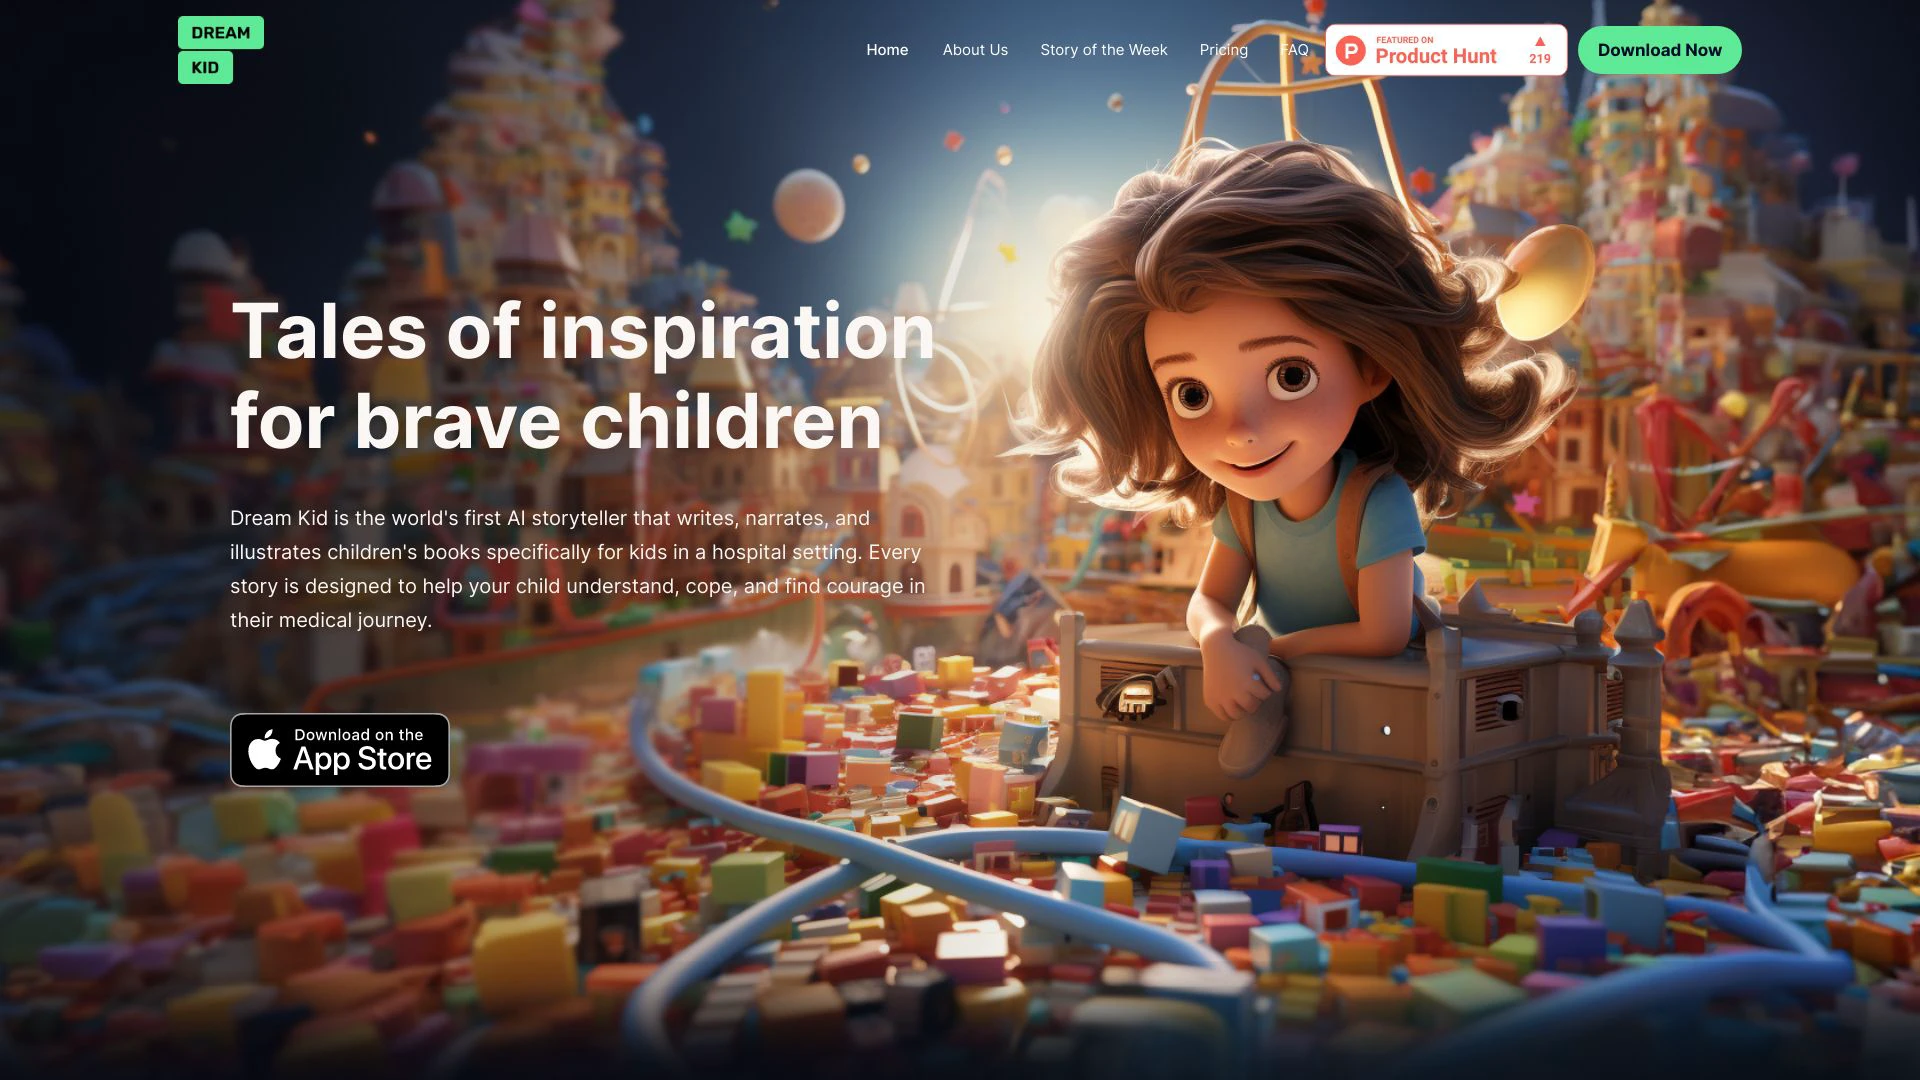 DREAM
KID
Home
About Us
Story of the Week
Pricing
FAQ
FEATURED ON
Product Hunt
219
Download Now
Tales of inspiration
for brave children
Dream Kid is the world's first AI storyteller that writes, narrates, and
illustrates children's books specifically for kids in a hospital setting. Every
story is designed to help your child understand, cope, and find courage in
their medical journey.
Download on the
App Store